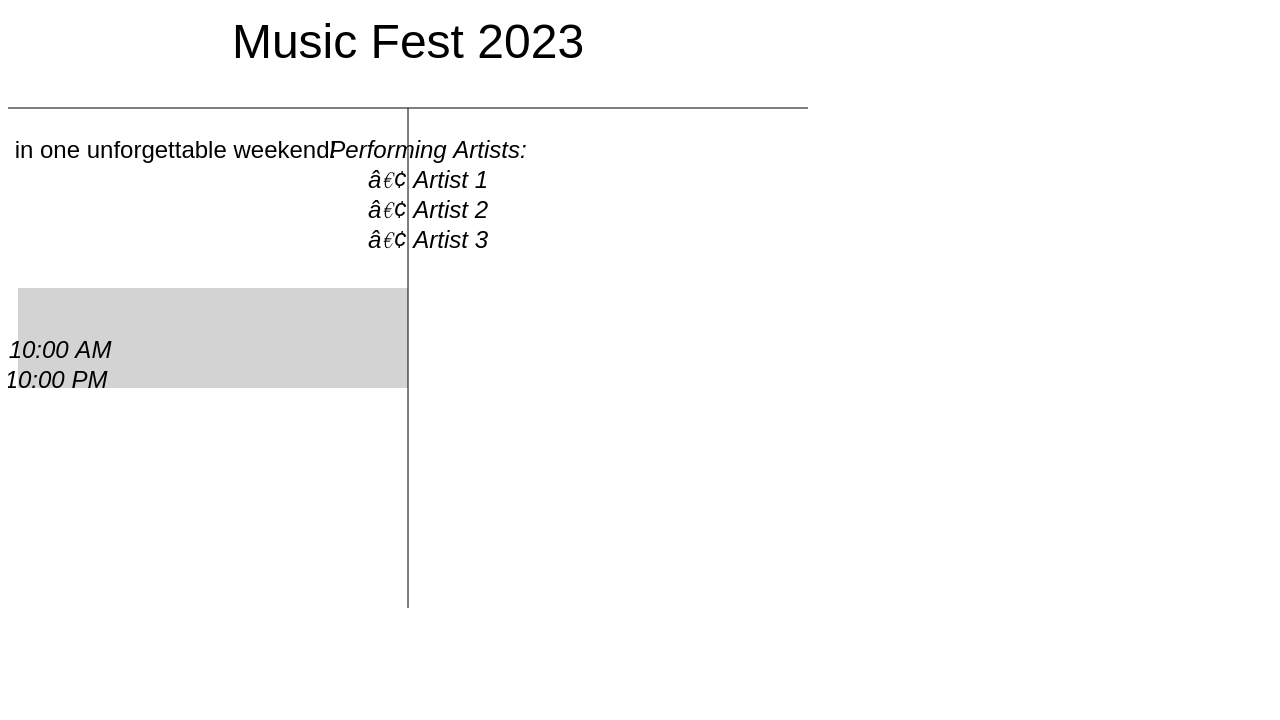 Music Fest 2023
in one unforgettable weekend!
Performing Artists:
â€¢ Artist 1
â€¢ Artist 2
â€¢ Artist 3
10:00 AM
10:00 PM